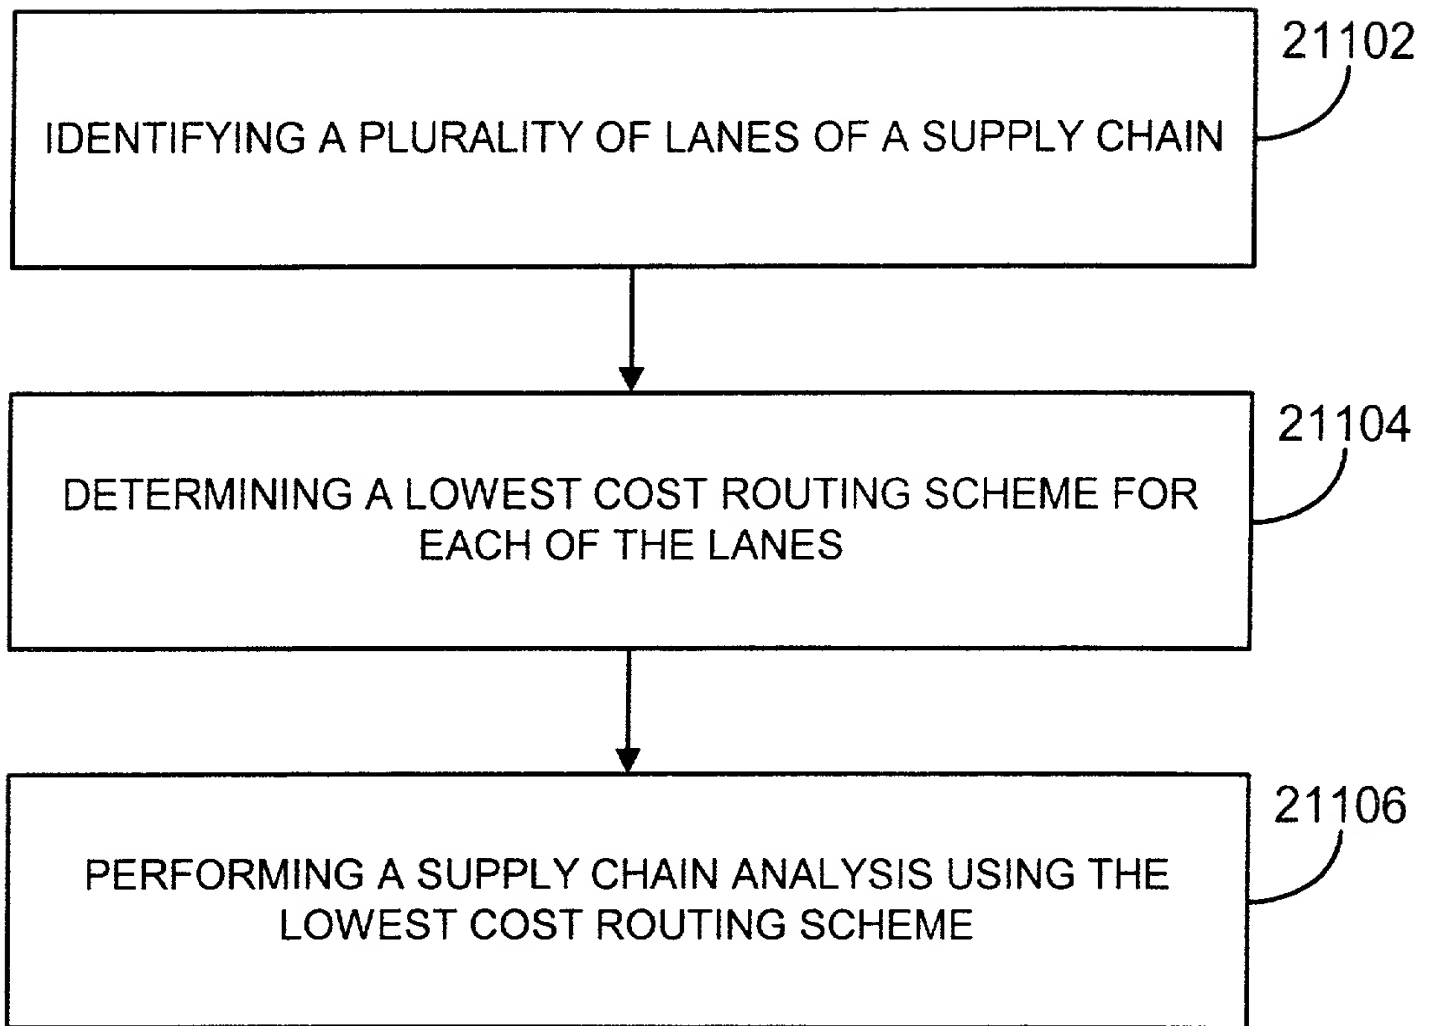 21102
IDENTIFYING A PLURALITY OF LANES OF A SUPPLY CHAIN
21104
DETERMINING A LOWEST COST ROUTING SCHEME FOR
EACH OF THE LANES
21106
PERFORMING A SUPPLY CHAIN ANALYSIS USING THE
LOWEST COST ROUTING SCHEME